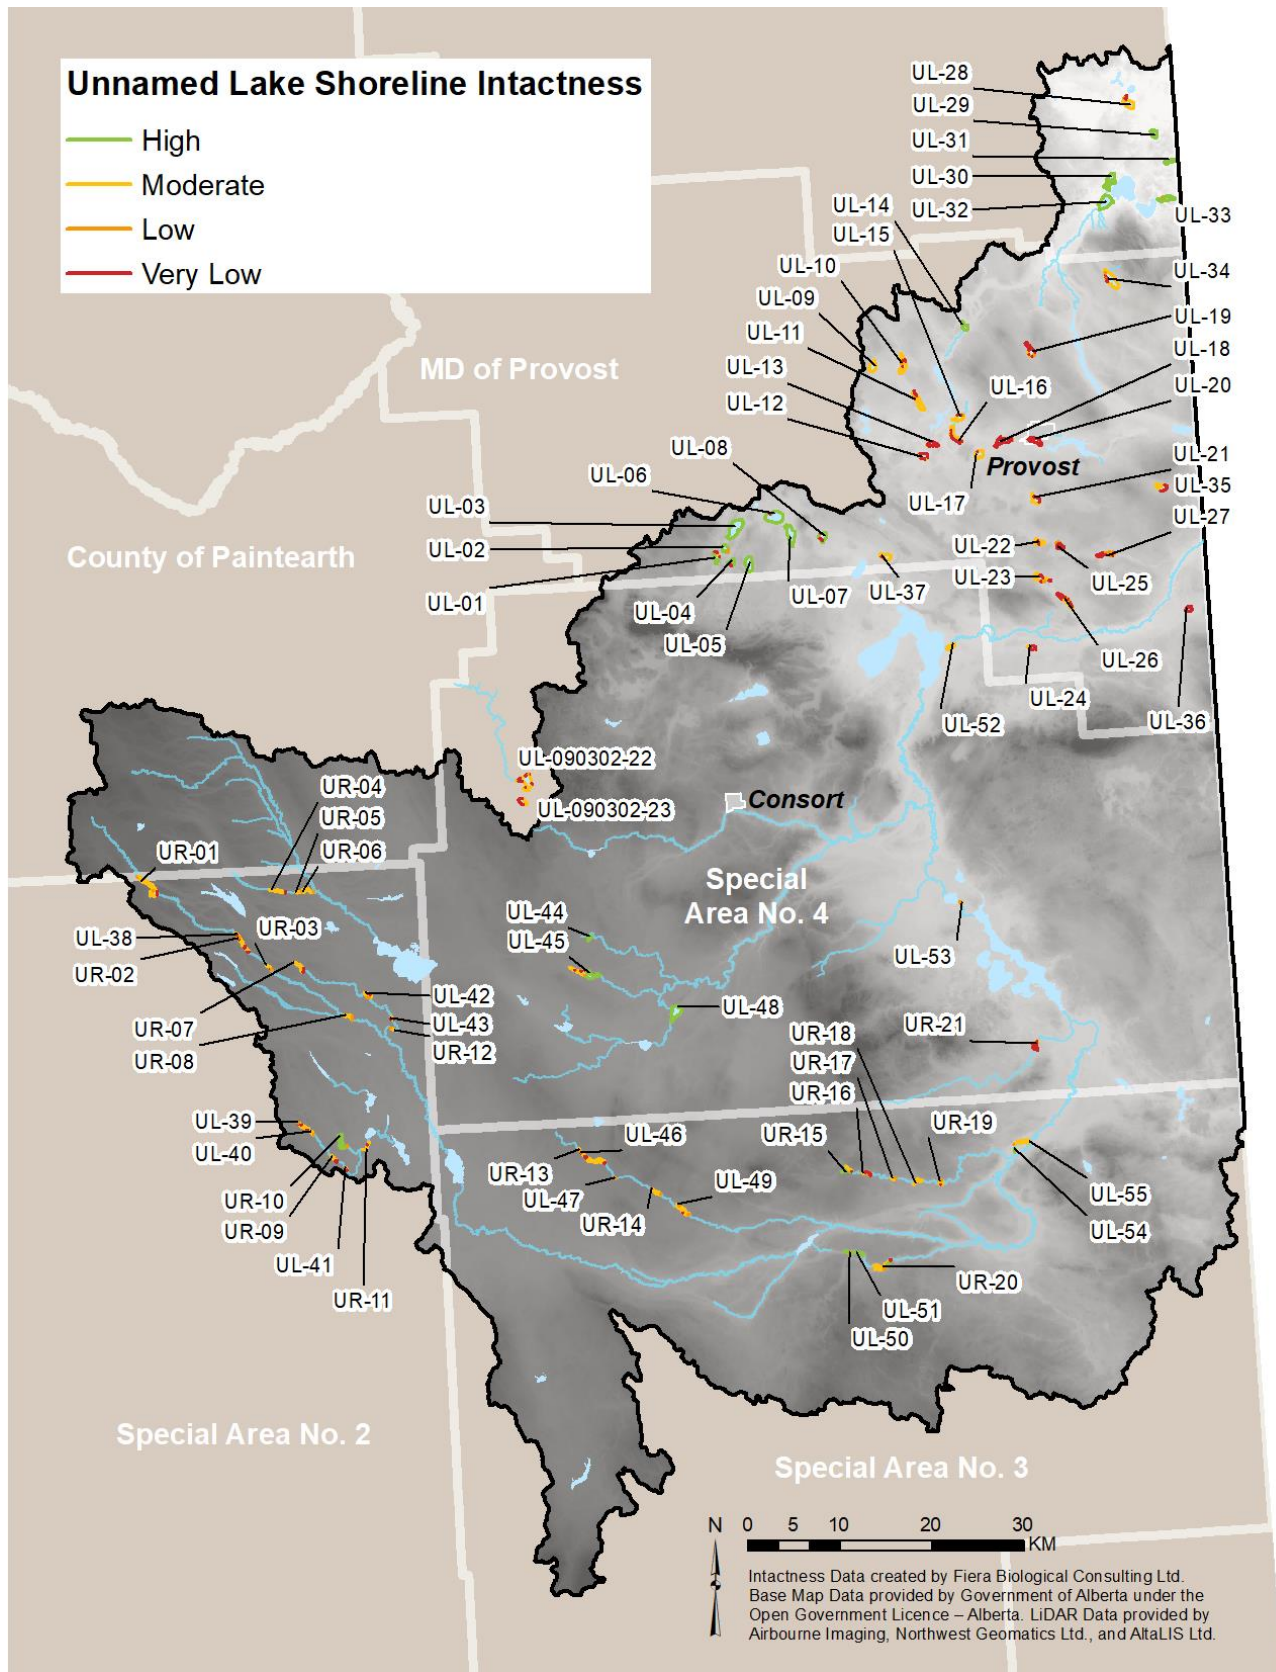 Unnamed Lake Shoreline Intactness
High
Moderate
Low
Very Low
UL-28
UL-29
UL-31
UL-30
UL-32
UL-33
UL-14
UL-15
UL-10
UL-09
UL-11
UL-13
UL-12
UL-34
UL-19
UL-18
UL-20
UL-16
MD of Provost
Provost
UL-08
UL-06
UL-03
UL-02
UL-01
UL-17
UL-21
UL-35
UL-27
UL-22
UL-23
UL-25
County of Paintearth
UL-04
UL-05
UL-07
UL-37
UL-26
UL-24
UL-52
UL-36
UL-090302-22
UL-090302-23
Consort
UR-04
UR-05
UR-06
UR-01
Special
Area No. 4
UL-44
UL-45
UR-03
UL-38
UR-02
UL-53
UL-42
UL-43
UR-12
UR-07
UR-08
UL-48
UR-21
UR-18
UR-17
UR-16
UR-15
UR-19
UL-39
UL-40
UL-46
UR-13
UL-47
UR-14
UL-49
UR-10
UR-09
UL-41
UR-11
UL-55
UL-54
UR-20
UL-51
UL-50
Special Area No. 2
Special Area No. 3
N 0 5 10 20 30
KM
Intactness Data created by Fiera Biological Consulting Ltd.
Base Map Data provided by Government of Alberta under the
Open Government Licence – Alberta. LiDAR Data provided by
Airbourne Imaging, Northwest Geomatics Ltd., and AltaLIS Ltd.